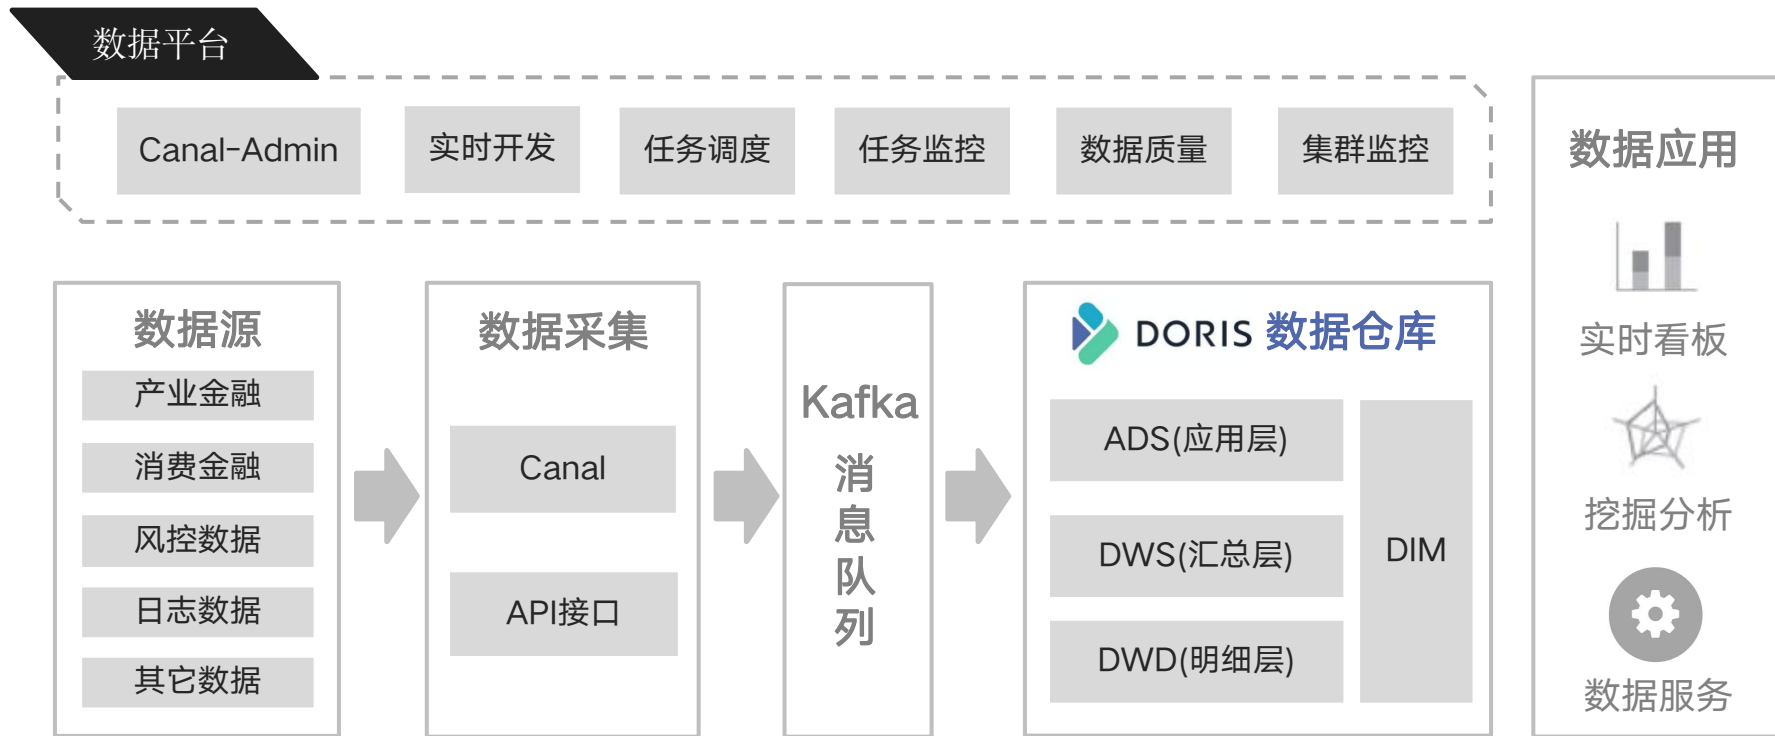 数据平台
Canal-Admin
实时开发
任务调度
任务监控
数据质量
集群监控
数据源
产业金融
消费金融
风控数据
日志数据
其它数据
数据采集
Canal
API接口
Kafka
消
息
队
列
DORIS 数据仓库
ADS(应用层)
DWS(汇总层)
DWD(明细层)
DIM
数据应用
实时看板
挖掘分析
数据服务